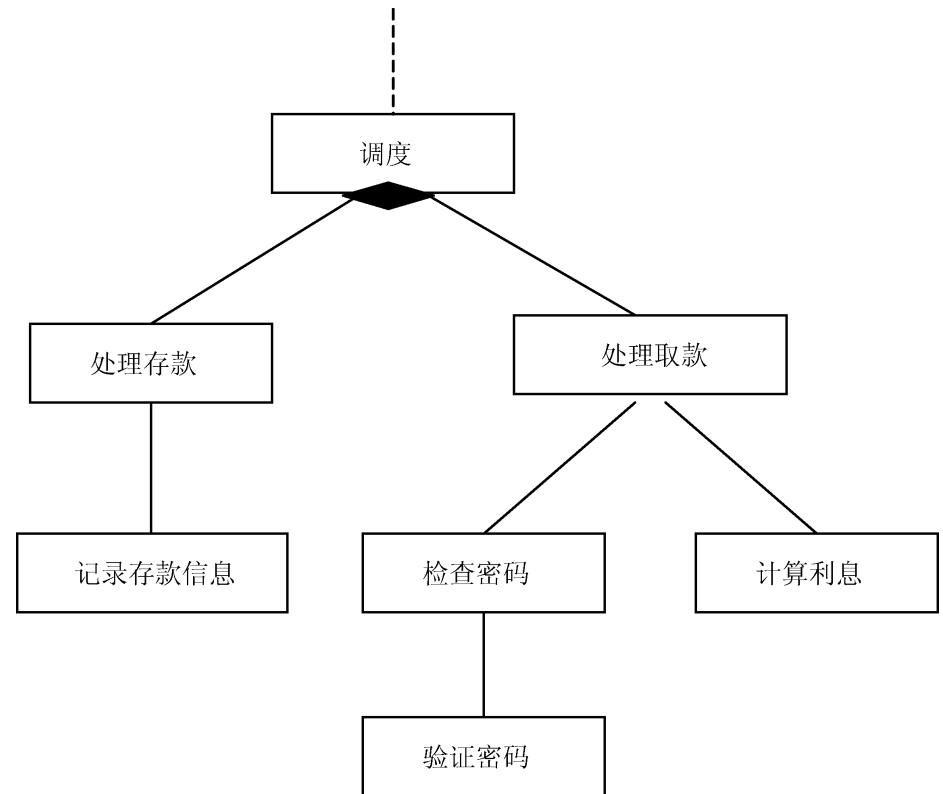 调度
处理存款
处理取款
记录存款信息
检查密码
计算利息
验证密码